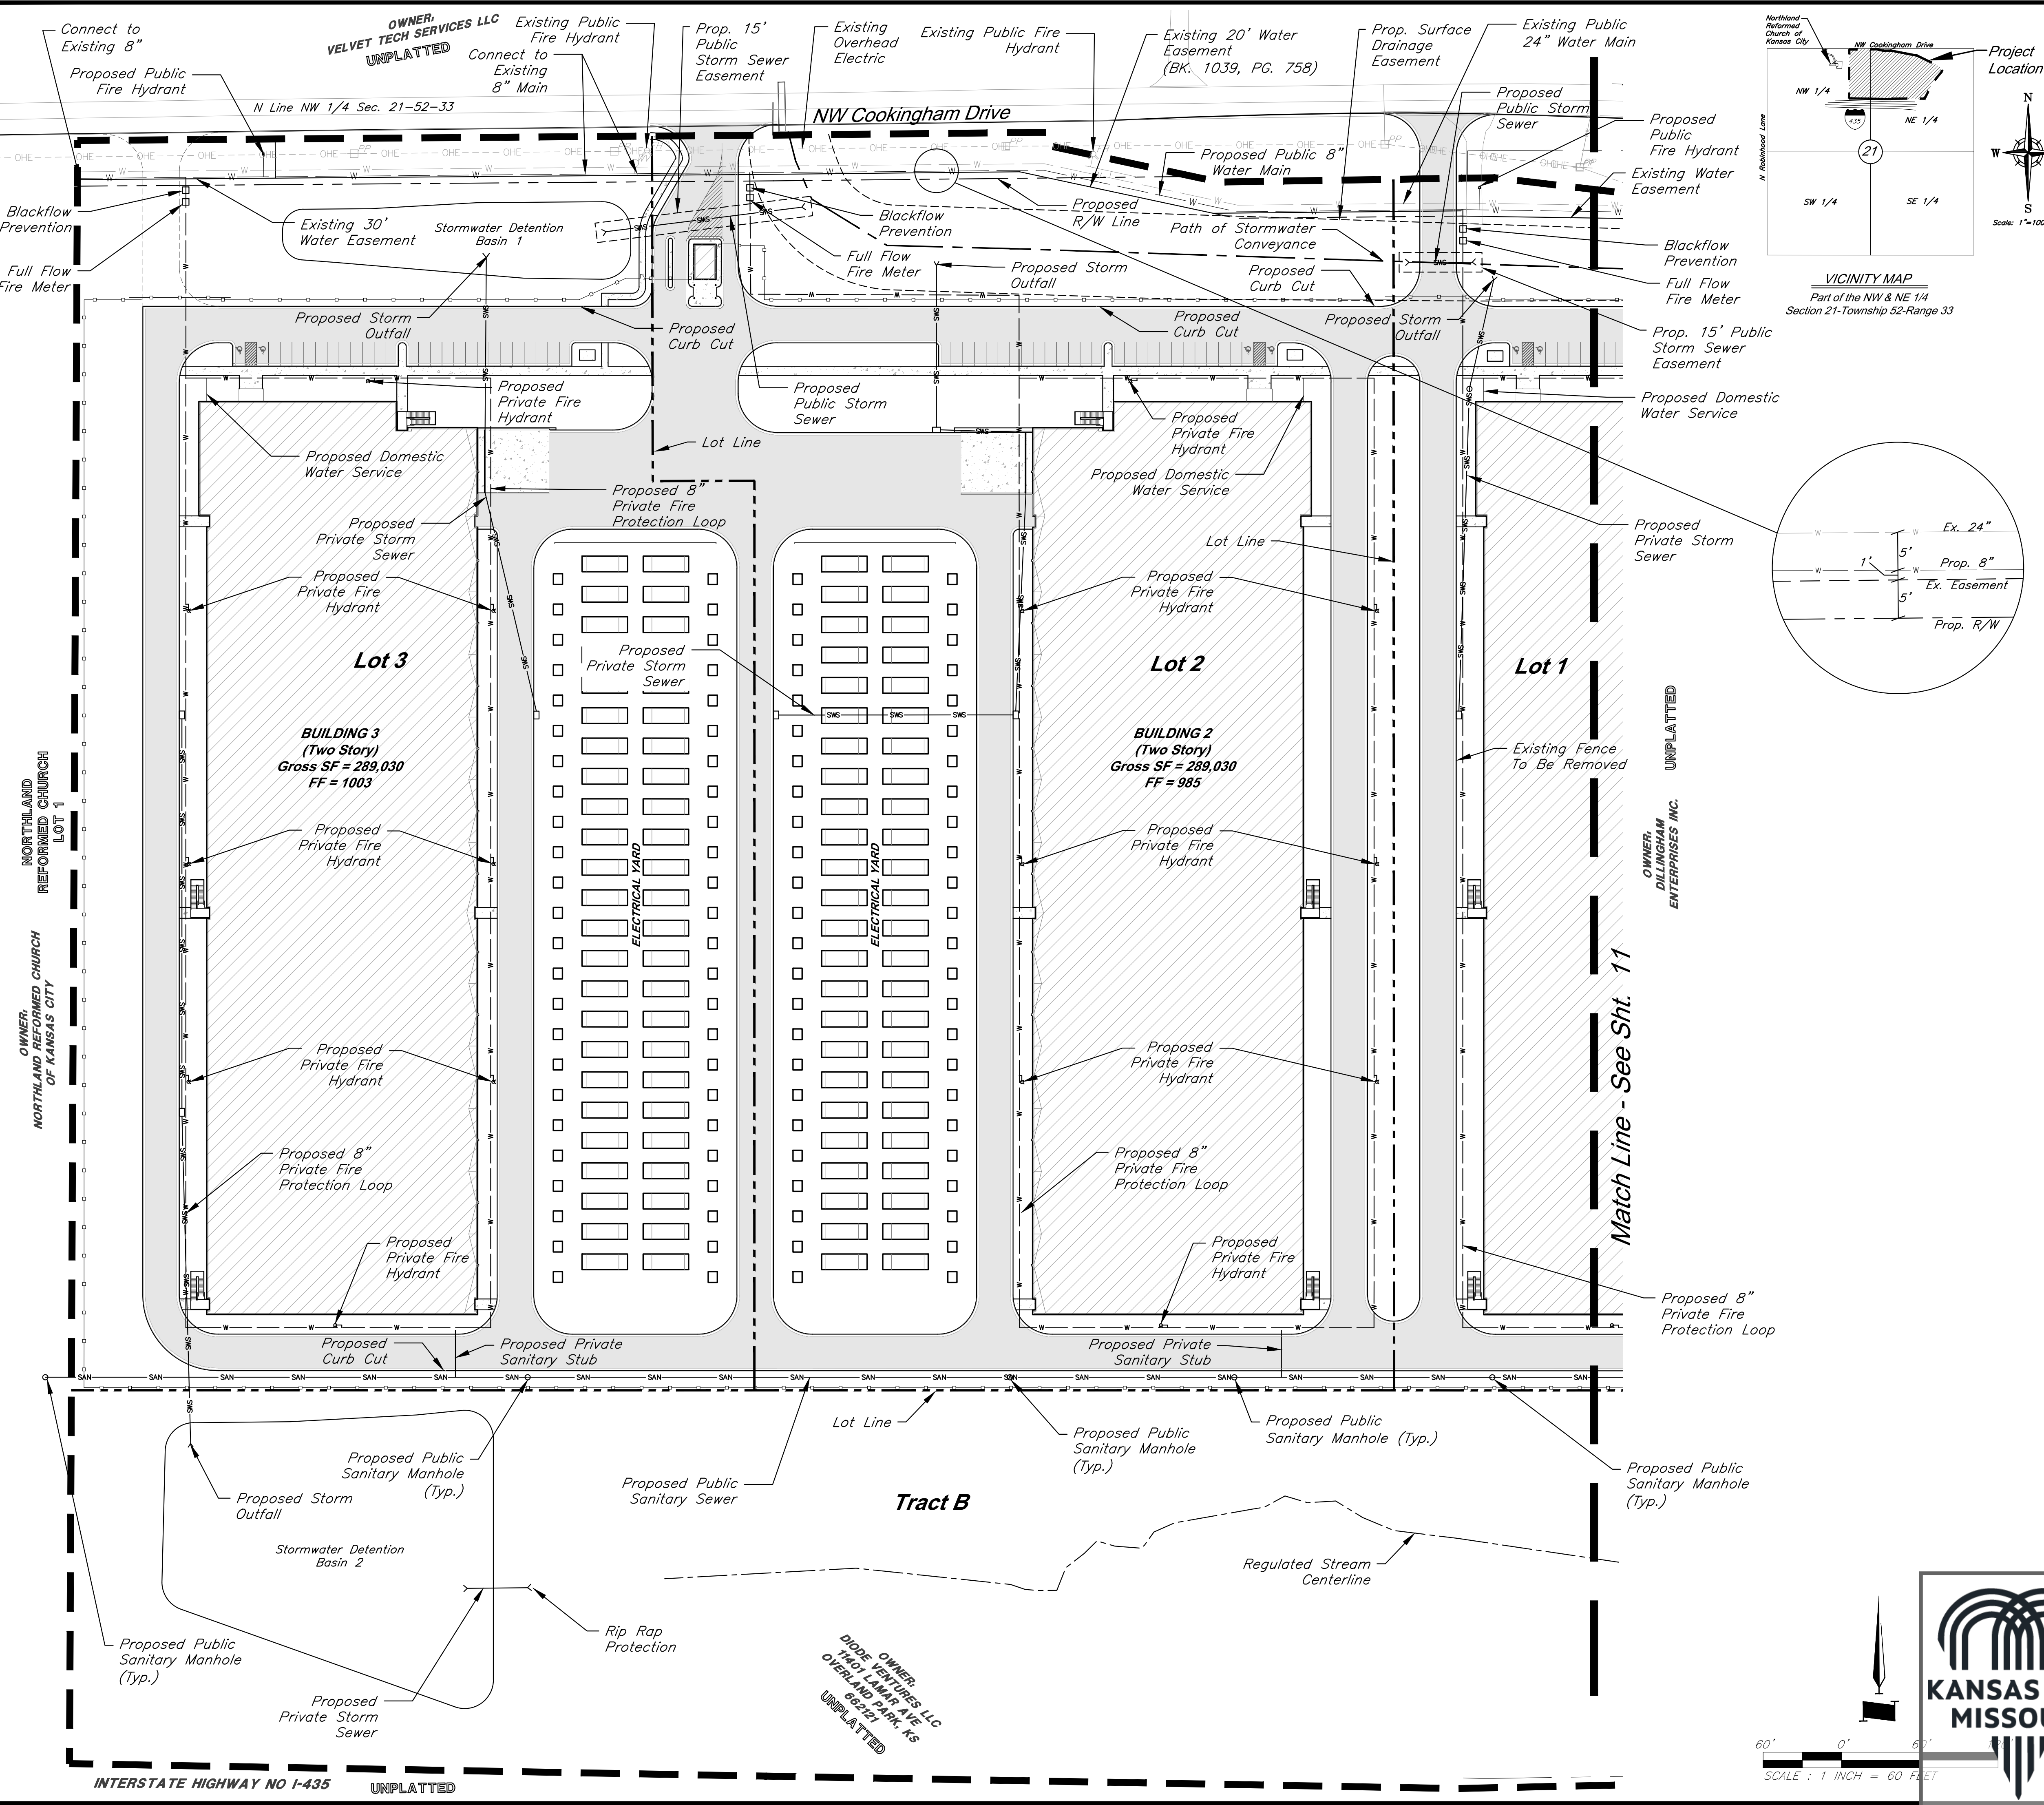 Connect to
Existing 8"
Proposed Public
Fire Hydrant
OWNER:
VELVET TECH SERVICES LLC
UNPLATTED
Existing Public
Fire Hydrant
Connect to
Existing
8" Main
Prop. 15'
Public
Storm Sewer
Easement
Existing
Overhead
Electric
Existing Public Fire
Hydrant
Existing 20' Water
Easement
(BK. 1039, PG. 758)
Prop. Surface
Drainage
Easement
Existing Public
24" Water Main
N Line NW 1/4 Sec. 21-52-33
NW Cookingham Drive
Proposed
Public Storm
Sewer
Proposed
Public
Fire Hydrant
Existing Water
Easement
Proposed Public 8"
Water Main
Blackflow
Prevention
Full Flow
Fire Meter
Existing 30'
Water Easement
Stormwater Detention
Basin 1
Blackflow
Prevention
Full Flow
Fire Meter
Proposed
R/W Line
Path of Stormwater
Conveyance
Proposed Storm
Outfall
Proposed
Curb Cut
Blackflow
Prevention
Full Flow
Fire Meter
Proposed Storm
Outfall
Proposed
Curb Cut
Proposed
Curb Cut
Proposed Storm
Outfall
Prop. 15' Public
Storm Sewer
Easement
Proposed
Private Fire
Hydrant
Proposed
Public Storm
Sewer
Proposed
Private Fire
Hydrant
Proposed Domestic
Water Service
Proposed Domestic
Water Service
Lot Line
Proposed Domestic
Water Service
Proposed 8"
Private Fire
Protection Loop
Proposed
Private Storm
Sewer
Lot Line
Proposed
Private Storm
Sewer
Proposed
Private Fire
Hydrant
Proposed
Private Fire
Hydrant
Lot 3
Proposed
Private Storm
Sewer
Lot 2
Lot 1
BUILDING 3
(Two Story)
Gross SF = 289,030
FF = 1003
BUILDING 2
(Two Story)
Gross SF = 289,030
FF = 985
Existing Fence
To Be Removed
ELECTRICAL YARD
ELECTRICAL YARD
Proposed
Private Fire
Hydrant
Proposed
Private Fire
Hydrant
NORTHLAND
REFORMED CHURCH
LOT 1
OWNER:
NORTHLAND REFORMED CHURCH
OF KANSAS CITY
UNPLATTED
OWNER:
DILLINGHAM
ENTERPRISES INC.
Match Line - See Sht. 11
Proposed
Private Fire
Hydrant
Proposed
Private Fire
Hydrant
Proposed 8"
Private Fire
Protection Loop
Proposed 8"
Private Fire
Protection Loop
Proposed
Private Fire
Hydrant
Proposed
Private Fire
Hydrant
Proposed 8"
Private Fire
Protection Loop
Proposed
Curb Cut
Proposed Private
Sanitary Stub
Proposed Private
Sanitary Stub
Lot Line
Proposed Public
Sanitary Manhole
(Typ.)
Proposed Public
Sanitary Sewer
Proposed Public
Sanitary Manhole
(Typ.)
Proposed Public
Sanitary Manhole (Typ.)
Proposed Public
Sanitary Manhole
(Typ.)
Proposed Storm
Outfall
Tract B
Stormwater Detention
Basin 2
Regulated Stream
Centerline
Rip Rap
Protection
Proposed Public
Sanitary Manhole
(Typ.)
Proposed
Private Storm
Sewer
OWNER:
DIODE VENTURES LLC
11401 LAMAR AVE
OVERLAND PARK, KS
662121
UNPLATTED
INTERSTATE HIGHWAY NO I-435
UNPLATTED
Northland
Reformed
Church of
Kansas City
NW Cookingham Drive
Project
Location
NW 1/4
435
NE 1/4
N Robinhood Lane
21
SW 1/4
SE 1/4
N
W
S
Scale: 1"=100
VICINITY MAP
Part of the NW & NE 1/4
Section 21-Township 52-Range 33
Ex. 24"
5'
1'
Prop. 8"
Ex. Easement
5'
Prop. R/W
60' 0' 60'
SCALE : 1 INCH = 60 FEET
KANSAS
MISSOU